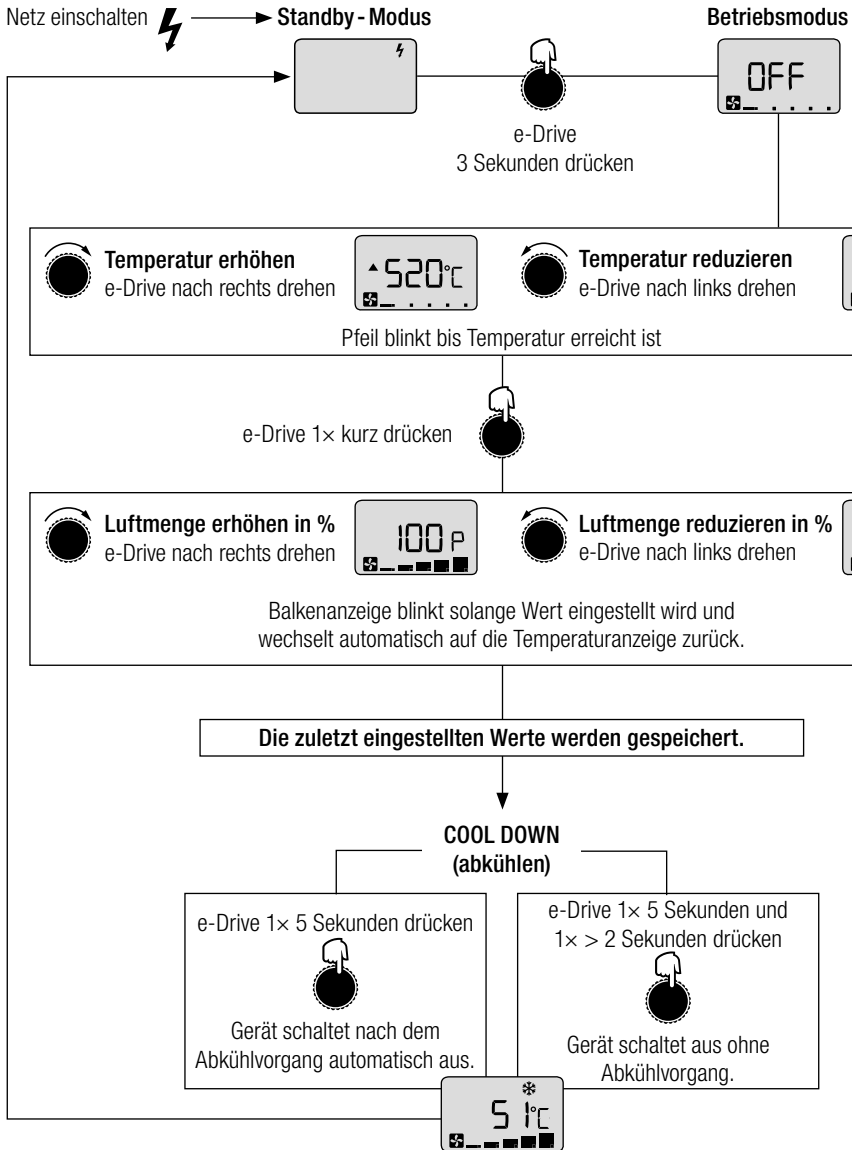 Netz einschalten
Standby - Modus
Betriebsmodus
OFF
e-Drive
3 Sekunden drücken
Temperatur erhöhen
e-Drive nach rechts drehen
520°C
Temperatur reduzieren
e-Drive nach links drehen
Pfeil blinkt bis Temperatur erreicht ist
e-Drive 1× kurz drücken
Luftmenge erhöhen in %
e-Drive nach rechts drehen
100 P
Luftmenge reduzieren in %
e-Drive nach links drehen
Balkenanzeige blinkt solange Wert eingestellt wird und
wechselt automatisch auf die Temperaturanzeige zurück.
Die zuletzt eingestellten Werte werden gespeichert.
COOL DOWN
(abkühlen)
e-Drive 1× 5 Sekunden drücken
Gerät schaltet nach dem
Abkühlvorgang automatisch aus.
e-Drive 1× 5 Sekunden und
1× > 2 Sekunden drücken
Gerät schaltet aus ohne
Abkühlvorgang.
51°C